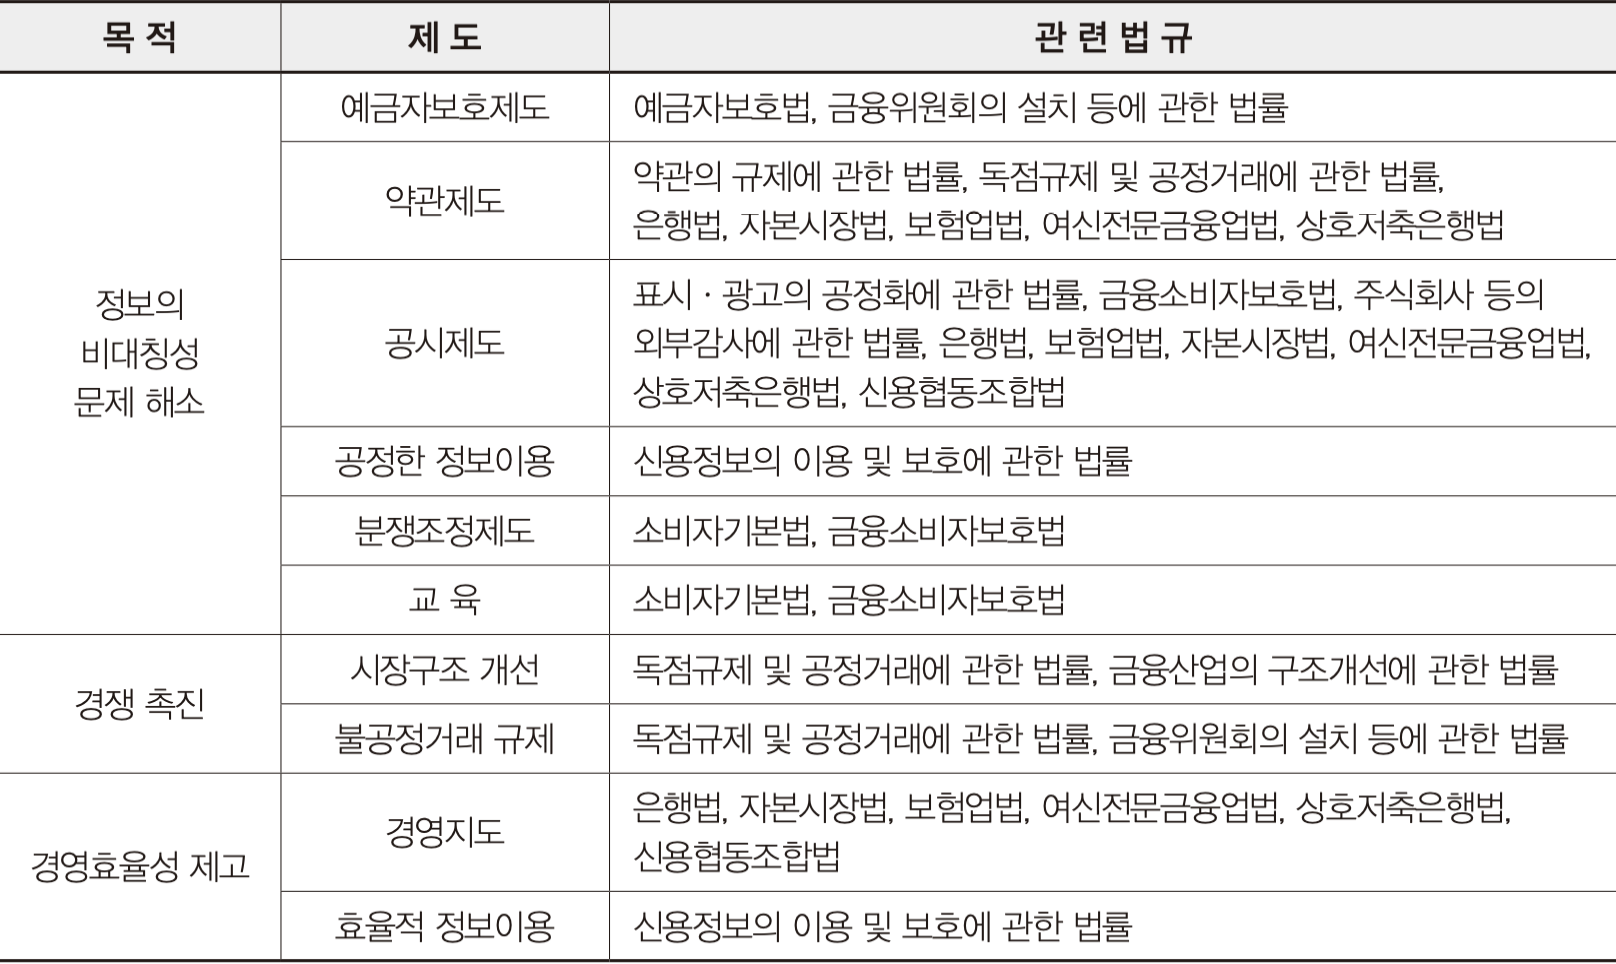 목 적 제 도 관 련 법 규
예금자보호제도 예금자보호법, 금융위원회의 설치 등에 관한 법률
약관제도
약관의 규제에 관한 법률, 독점규제 및 공정거래에 관한 법률,
은행법, 자본시장법, 보험업법, 여신전문금융업법, 상호저축은행법
정보의
비대칭성
문제 해소
공시제도
표시 · 광고의 공정화에 관한 법률, 금융소비자보호법, 주식회사 등의
외부감사에 관한 법률, 은행법, 보험업법, 자본시장법, 여신전문금융업법,
상호저축은행법, 신용협동조합법
공정한 정보이용 신용정보의 이용 및 보호에 관한 법률
분쟁조정제도 소비자기본법, 금융소비자보호법
교 육 소비자기본법, 금융소비자보호법
경쟁 촉진
시장구조 개선 독점규제 및 공정거래에 관한 법률, 금융산업의 구조개선에 관한 법률
불공정거래 규제 독점규제 및 공정거래에 관한 법률, 금융위원회의 설치 등에 관한 법률
경영효율성 제고
경영지도
은행법, 자본시장법, 보험업법, 여신전문금융업법, 상호저축은행법,
신용협동조합법
효율적 정보이용 신용정보의 이용 및 보호에 관한 법률